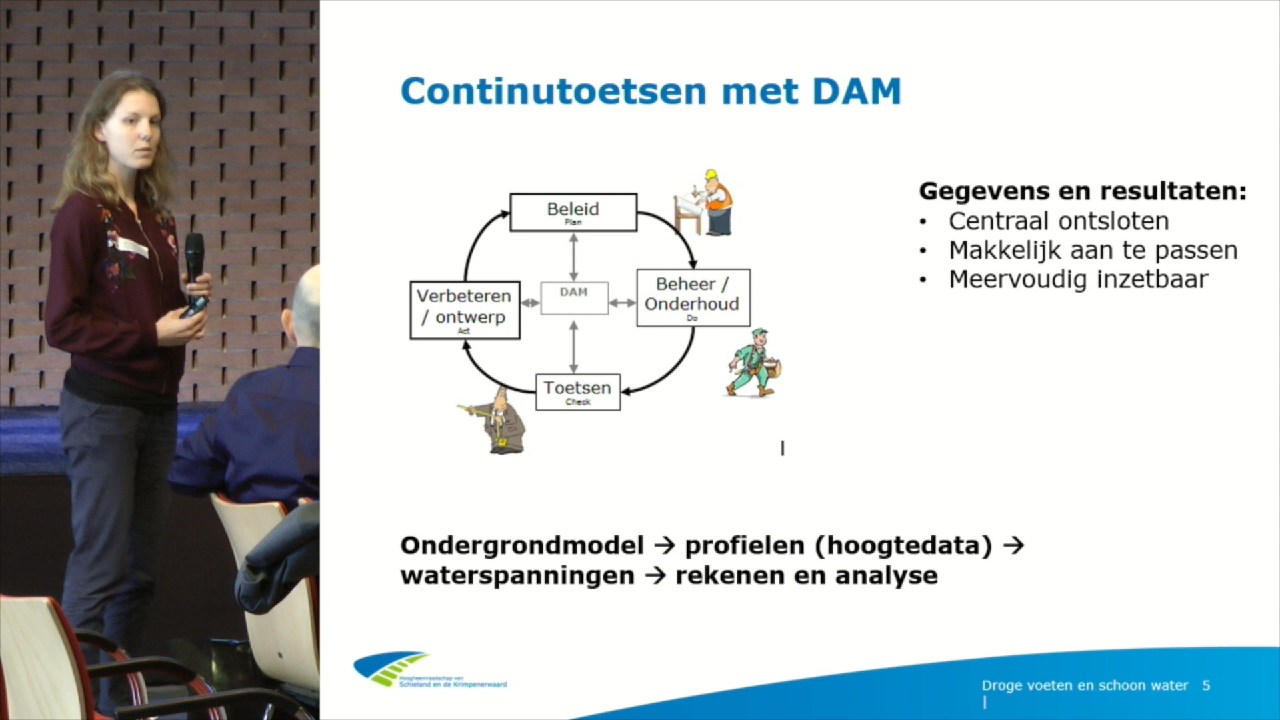 Continutoetsen met DAM
Beleid
Plan
DAM
Verbeteren
/ ontwerp
Act
Beheer /
Onderhoud
Do
Toetsen
Check
Gegevens en resultaten:
• Centraal ontsloten
• Makkelijk aan te passen
• Meervoudig inzetbaar
Ondergrondmodel → profielen (hoogtedata) →
waterspanningen → rekenen en analyse
Hoogheemraadschap van
Schieland en de Krimpenerwaard
Droge voeten en schoon water 5
|